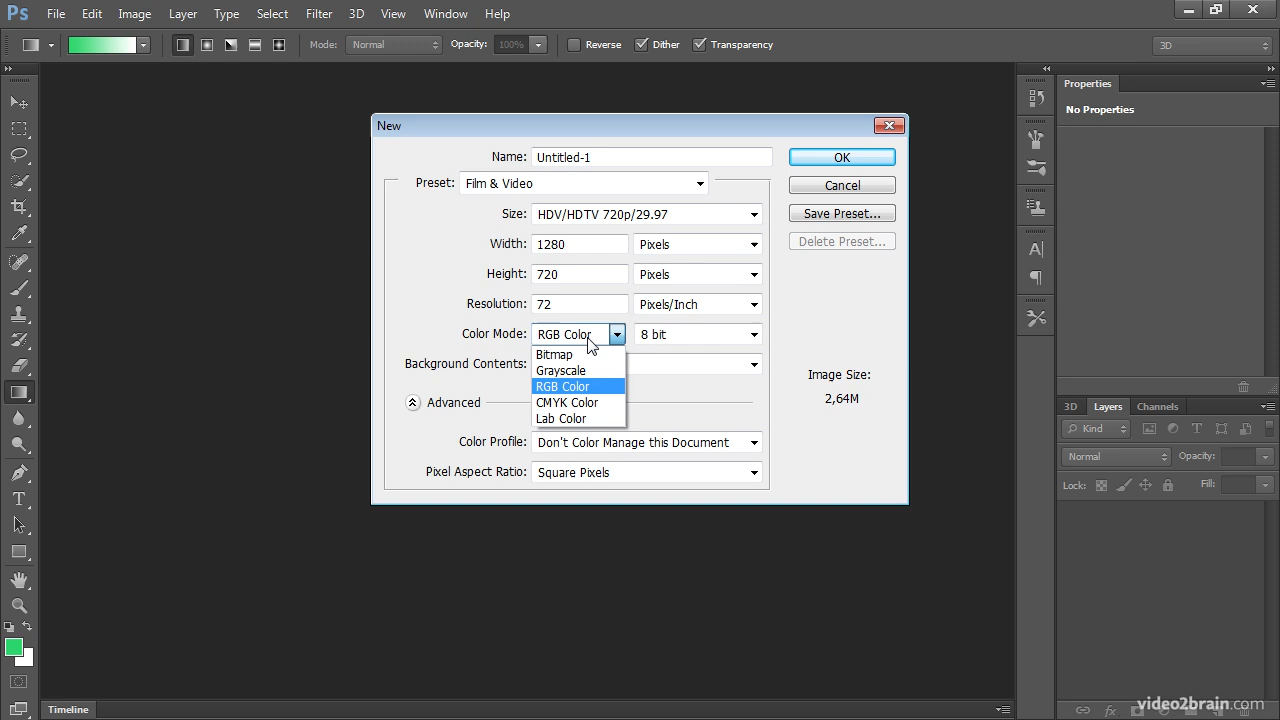 Ps File Edit Image Layer Type Select Filter 3D View Window Help
Mode: Normal Opacity: 100% Reverse Dither Transparency 3D
Properties
No Properties
New
Name: Untitled-1 OK
Preset: Film & Video Cancel
Size: HDV/HDTV 720p/29.97 Save Preset...
Width: 1280 Pixels Delete Preset...
Height: 720 Pixels
Resolution: 72 Pixels/Inch
Color Mode: RGB Color 8 bit
Bitmap
Background Contents:
Grayscale
RGB Color
CMYK Color
Lab Color
Image Size:
2,64M
Advanced
Color Profile: Don't Color Manage this Document
Pixel Aspect Ratio: Square Pixels
3D Layers Channels
Kind
Normal Opacity:
Lock: Fill:
Timeline
video2brain.com